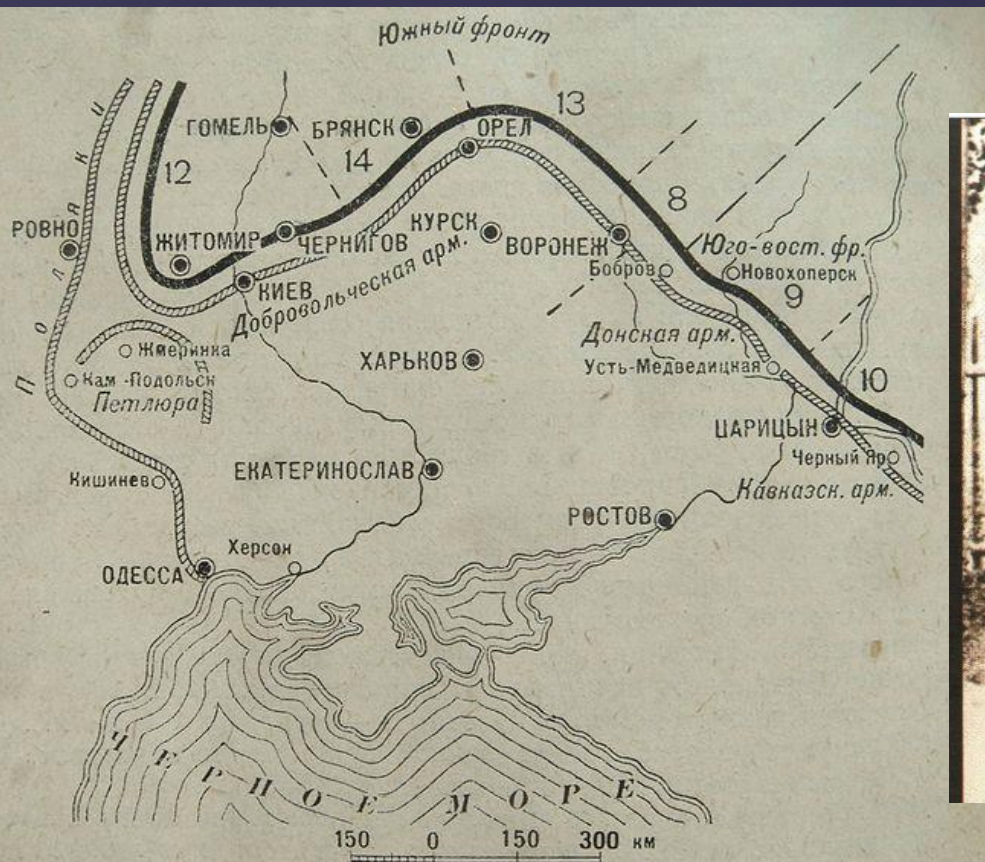 Южный фронт
13
ГОМЕЛЬ
БРЯНСК
ОРЕЛ
14
12
8
РОВНО
ЖИТОМИР
ЧЕРНИГОВ
КУРСК
ВОРОНЕЖ
Юго-вост. фр.
Бобров
Новохоперск
9
КИЕВ
Добровольческая арм.
Поляки
Жмеринка
ХАРЬКОВ
Донская арм.
Усть-Медведицкая
Кам-Подольск
Петлюра
10
ЦАРИЦЫН
Черный Яр
Кишинев
ЕКАТЕРИНОСЛАВ
Кавказск. арм.
РОСТОВ
Херсон
ОДЕССА
ЧЕРНОЕ МОРЕ
150 0 150 300 км